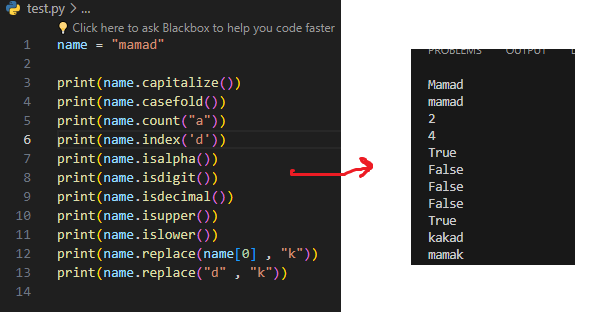 test.py > ...
Click here to ask Blackbox to help you code faster
1 name = "mamad"
2
3 print(name.capitalize())
4 print(name.casefold())
5 print(name.count("a"))
6 print(name.index('d'))
7 print(name.isalpha())
8 print(name.isdigit())
9 print(name.isdecimal())
10 print(name.isupper())
11 print(name.islower())
12 print(name.replace(name[0] , "k"))
13 print(name.replace("d" , "k"))
14
PROBLEMS OUTPUT
Mamad
mamad
2
4
True
False
False
False
True
kakad
mamak